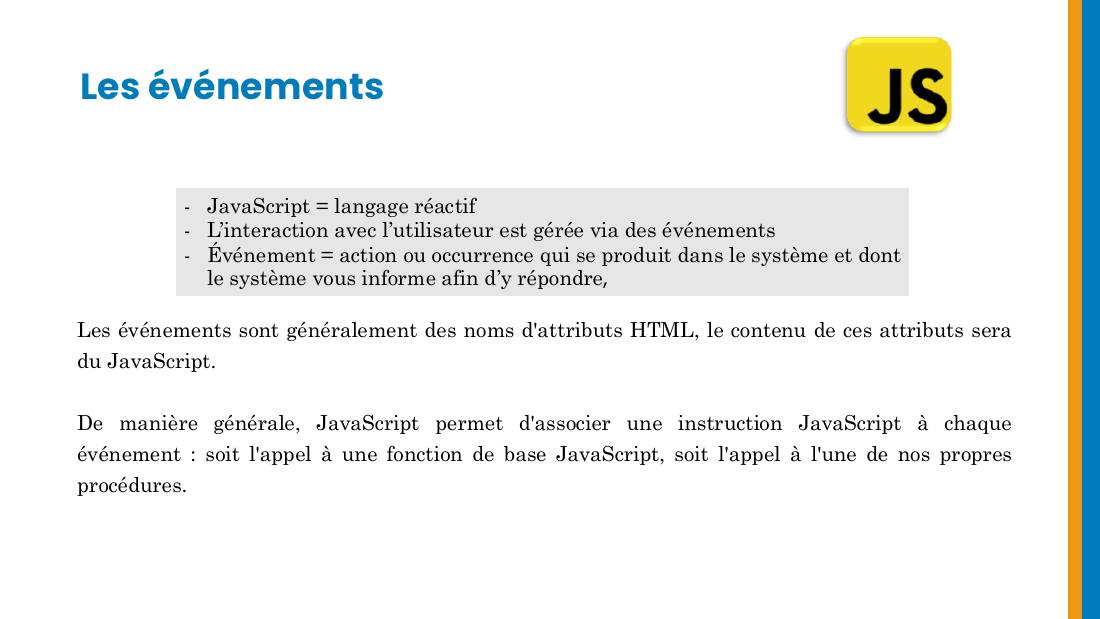 Les événements
JS
- JavaScript = langage réactif
- L’interaction avec l’utilisateur est gérée via des événements
- Événement = action ou occurrence qui se produit dans le système et dont
le système vous informe afin d’y répondre,
Les événements sont généralement des noms d'attributs HTML, le contenu de ces attributs sera
du JavaScript.
De manière générale, JavaScript permet d'associer une instruction JavaScript à chaque
événement : soit l'appel à une fonction de base JavaScript, soit l'appel à l'une de nos propres
procédures.